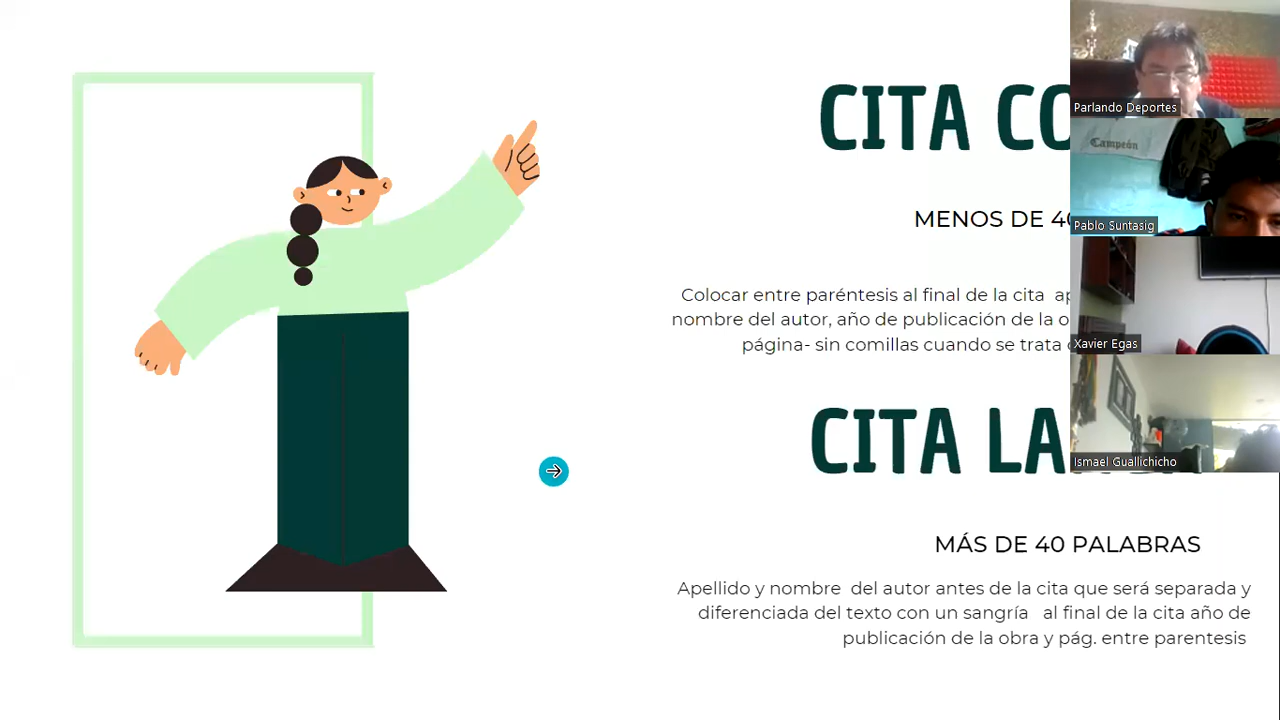 CITA CO
MENOS DE 40
Colocar entre paréntesis al final de la cita
nombre del autor, año de publicación de la
página- sin comillas cuando se trata
CITA LA
MÁS DE 40 PALABRAS
Apellido y nombre del autor antes de la cita que será separada y
diferenciada del texto con un sangría al final de la cita año de
publicación de la obra y pág. entre parentesis
Parlando Deportes
Campeón
Pablo Suntasig
Xavier Egas
Ismael Guallichicho